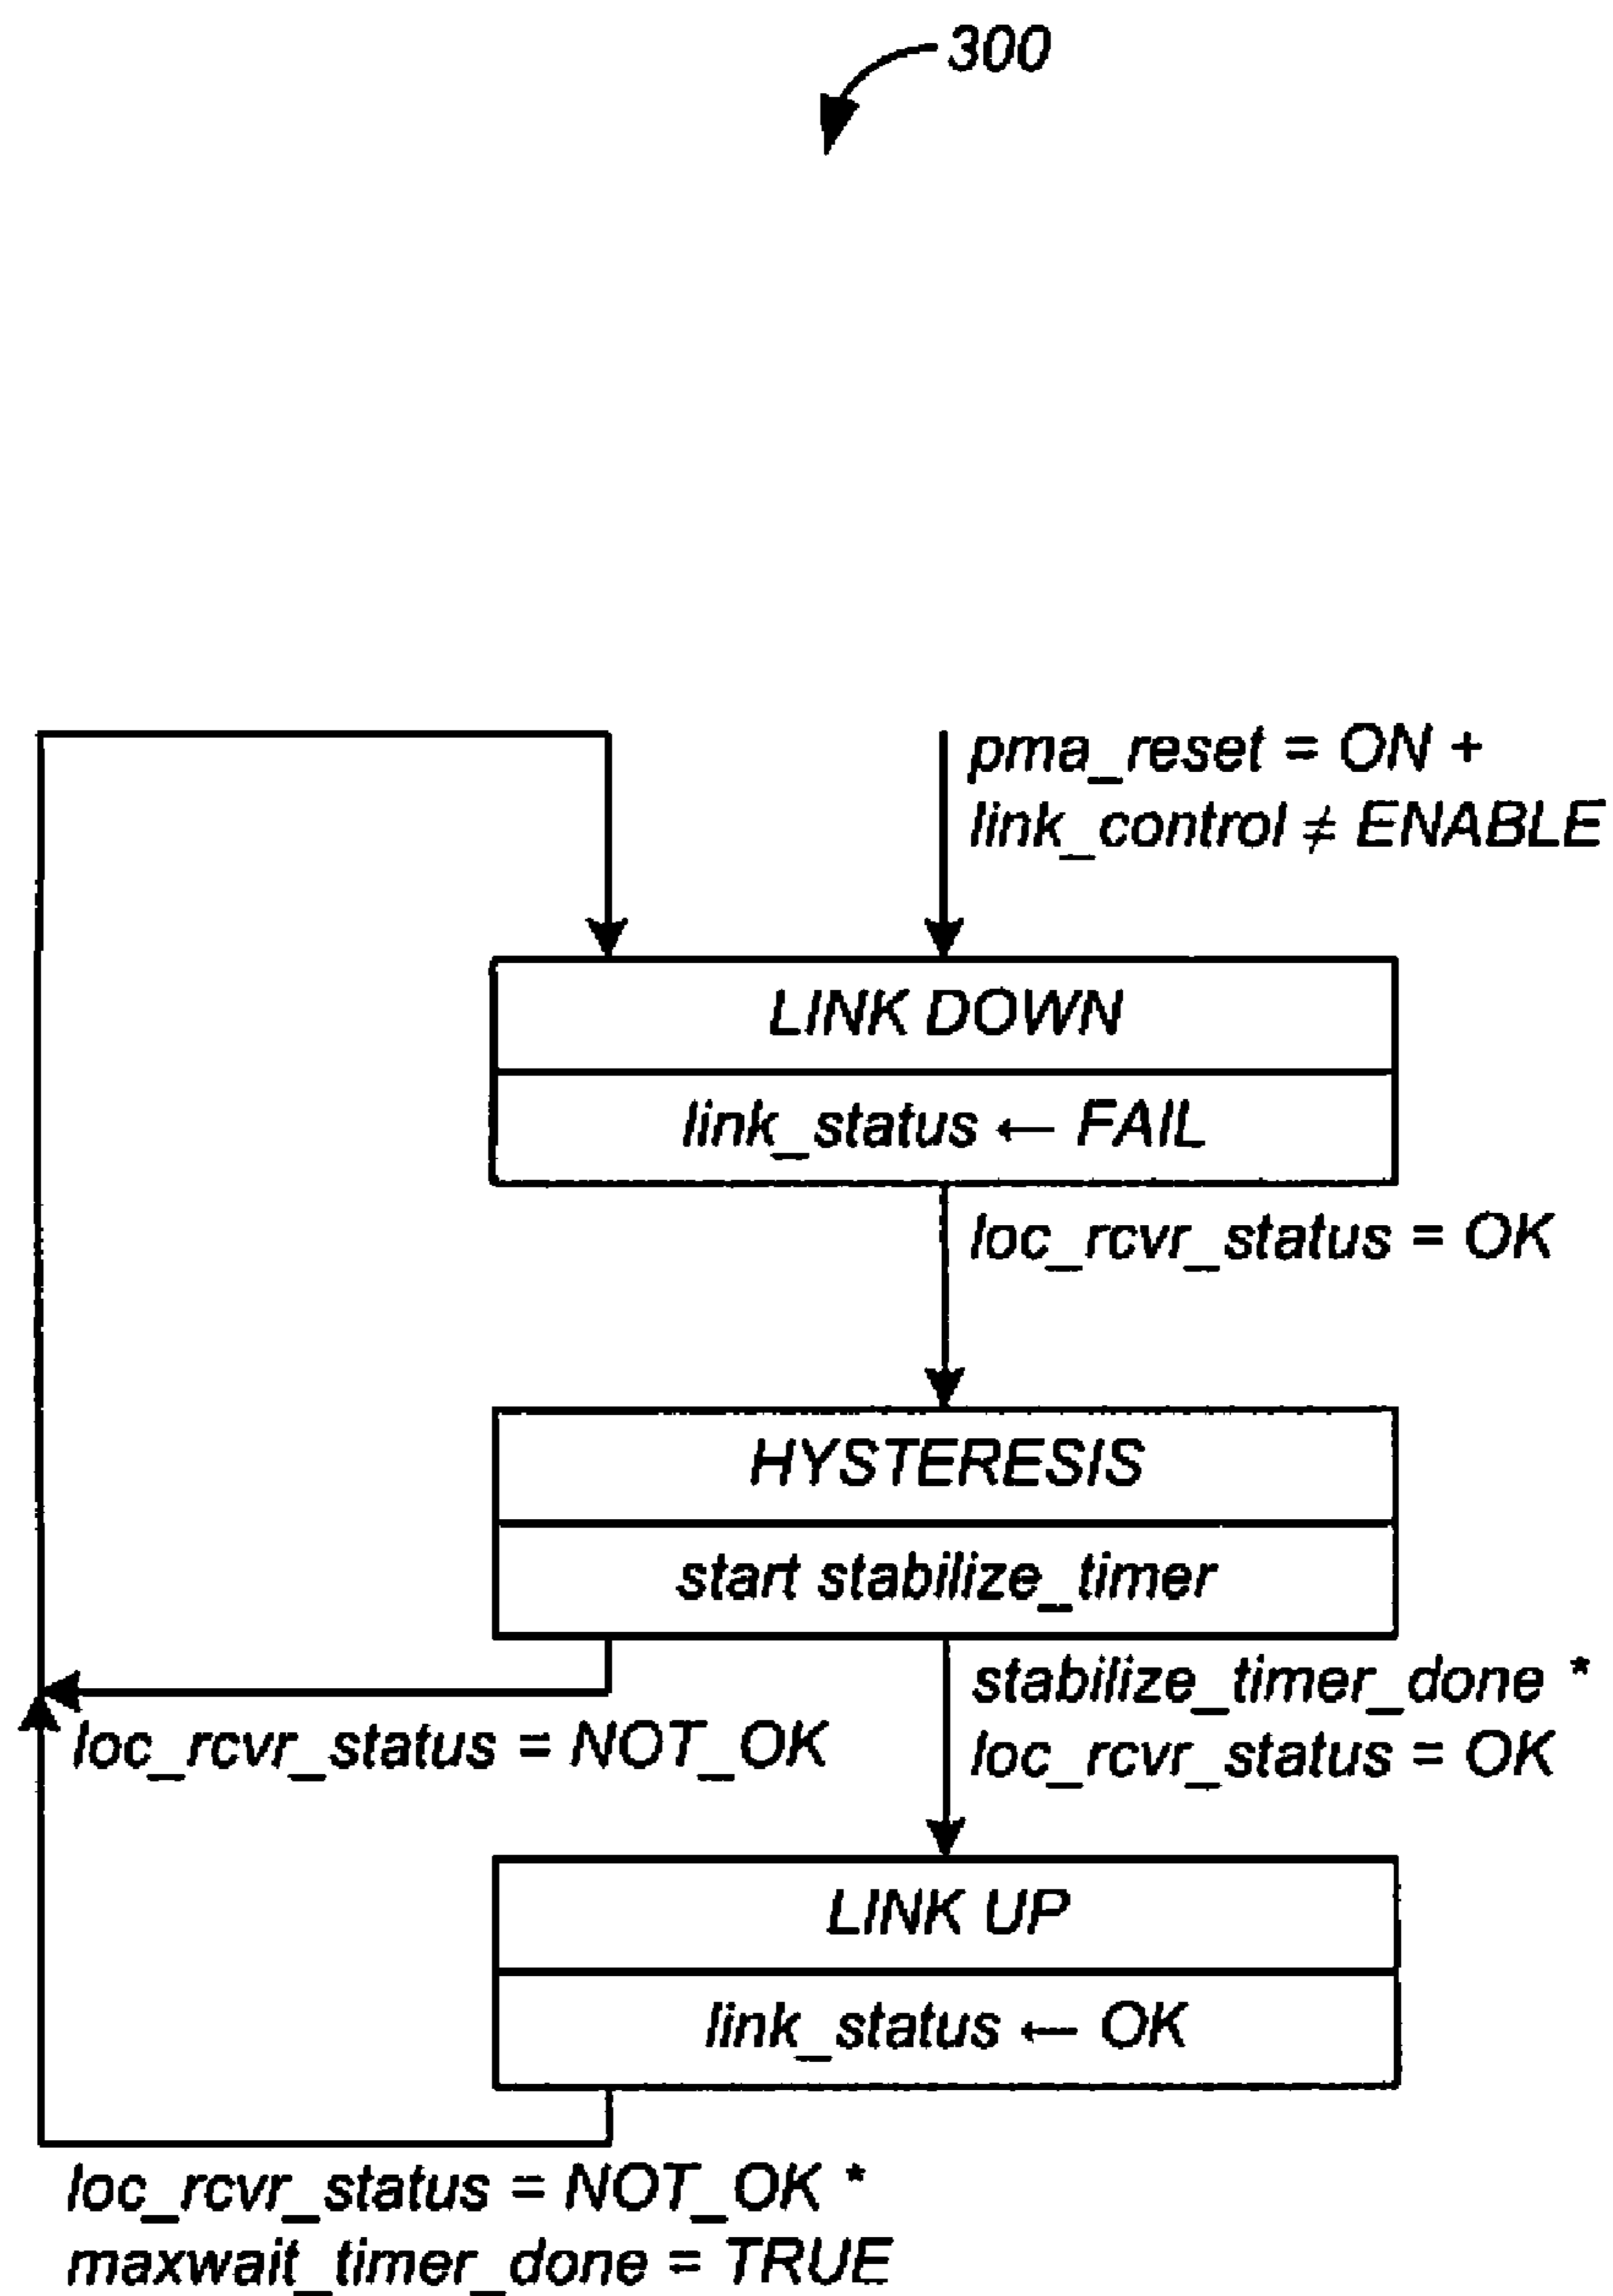 300
pma_reset = ON +
link_control ≠ ENABLE
LINK DOWN
link_status ← FAIL
loc_rcvr_status = OK
HYSTERESIS
start stabilize_timer
stabilize_timer_done *
loc_rcvr_status = OK
loc_rcvr_status = NOT_OK
LINK UP
link_status ← OK
loc_rcvr_status = NOT_OK *
maxwait_timer_done = TRUE